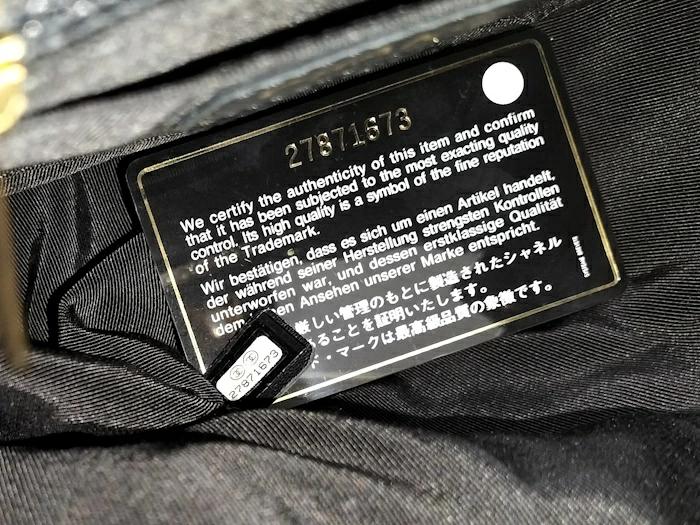 27871673
We certify the authenticity of this item and confirm
that it has been subjected to the most exacting quality
control. Its high quality is a symbol of the fine reputation
of the Trademark.
Wir bestätigen, dass es sich um einen Artikel handelt,
der während seiner Herstellung strengsten Kontrollen
unterworfen war, und dessen erstklassige Qualität
dem Ansehen unserer Marke entspricht.
厳しい管理のもとに製造されたシャネル
ることを証明いたします。
ド・マークは最高級品質の象徴です。
27871673